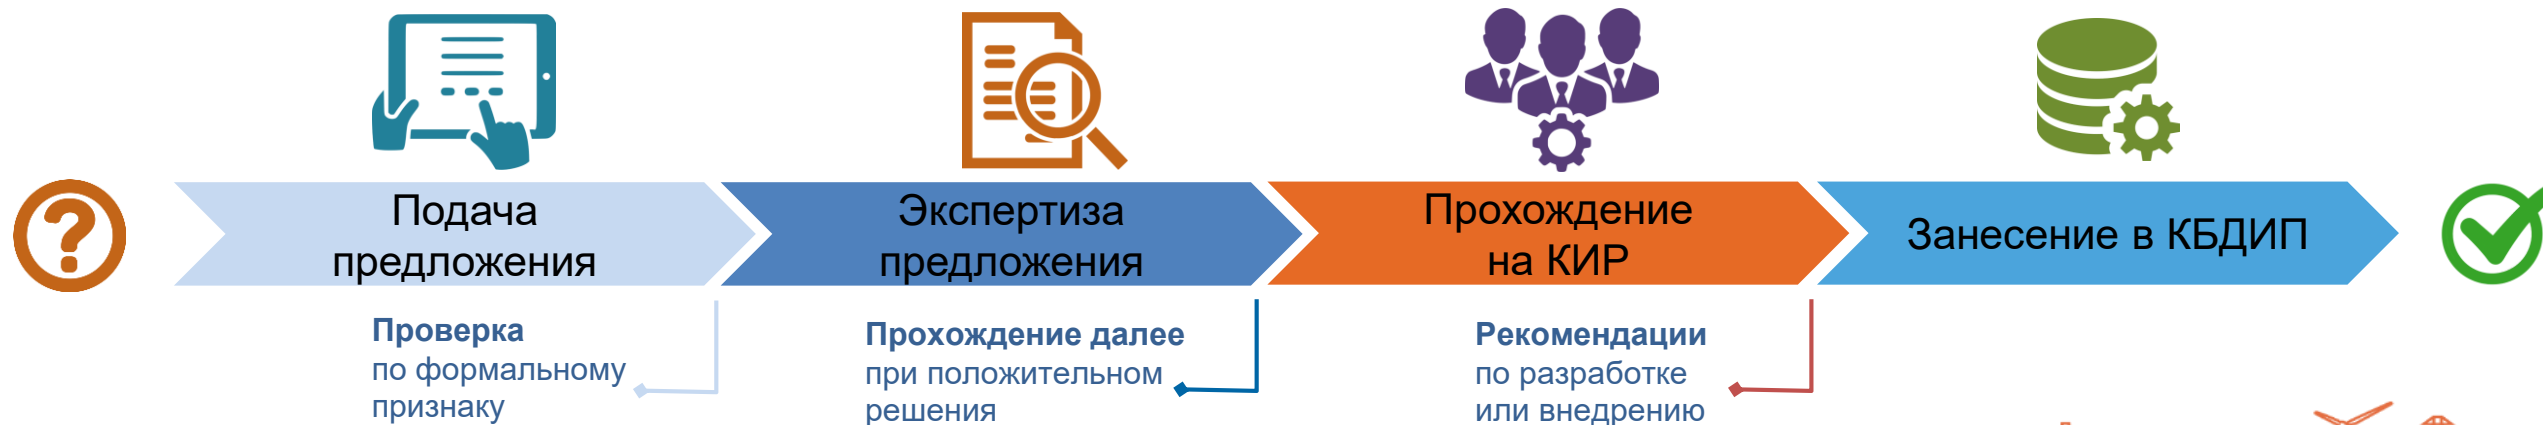 Подача
предложения
Экспертиза
предложения
Прохождение
на КИР
Занесение в КБДИП
Проверка
по формальному
признаку
Прохождение далее
при положительном
решения
Рекомендации
по разработке
или внедрению